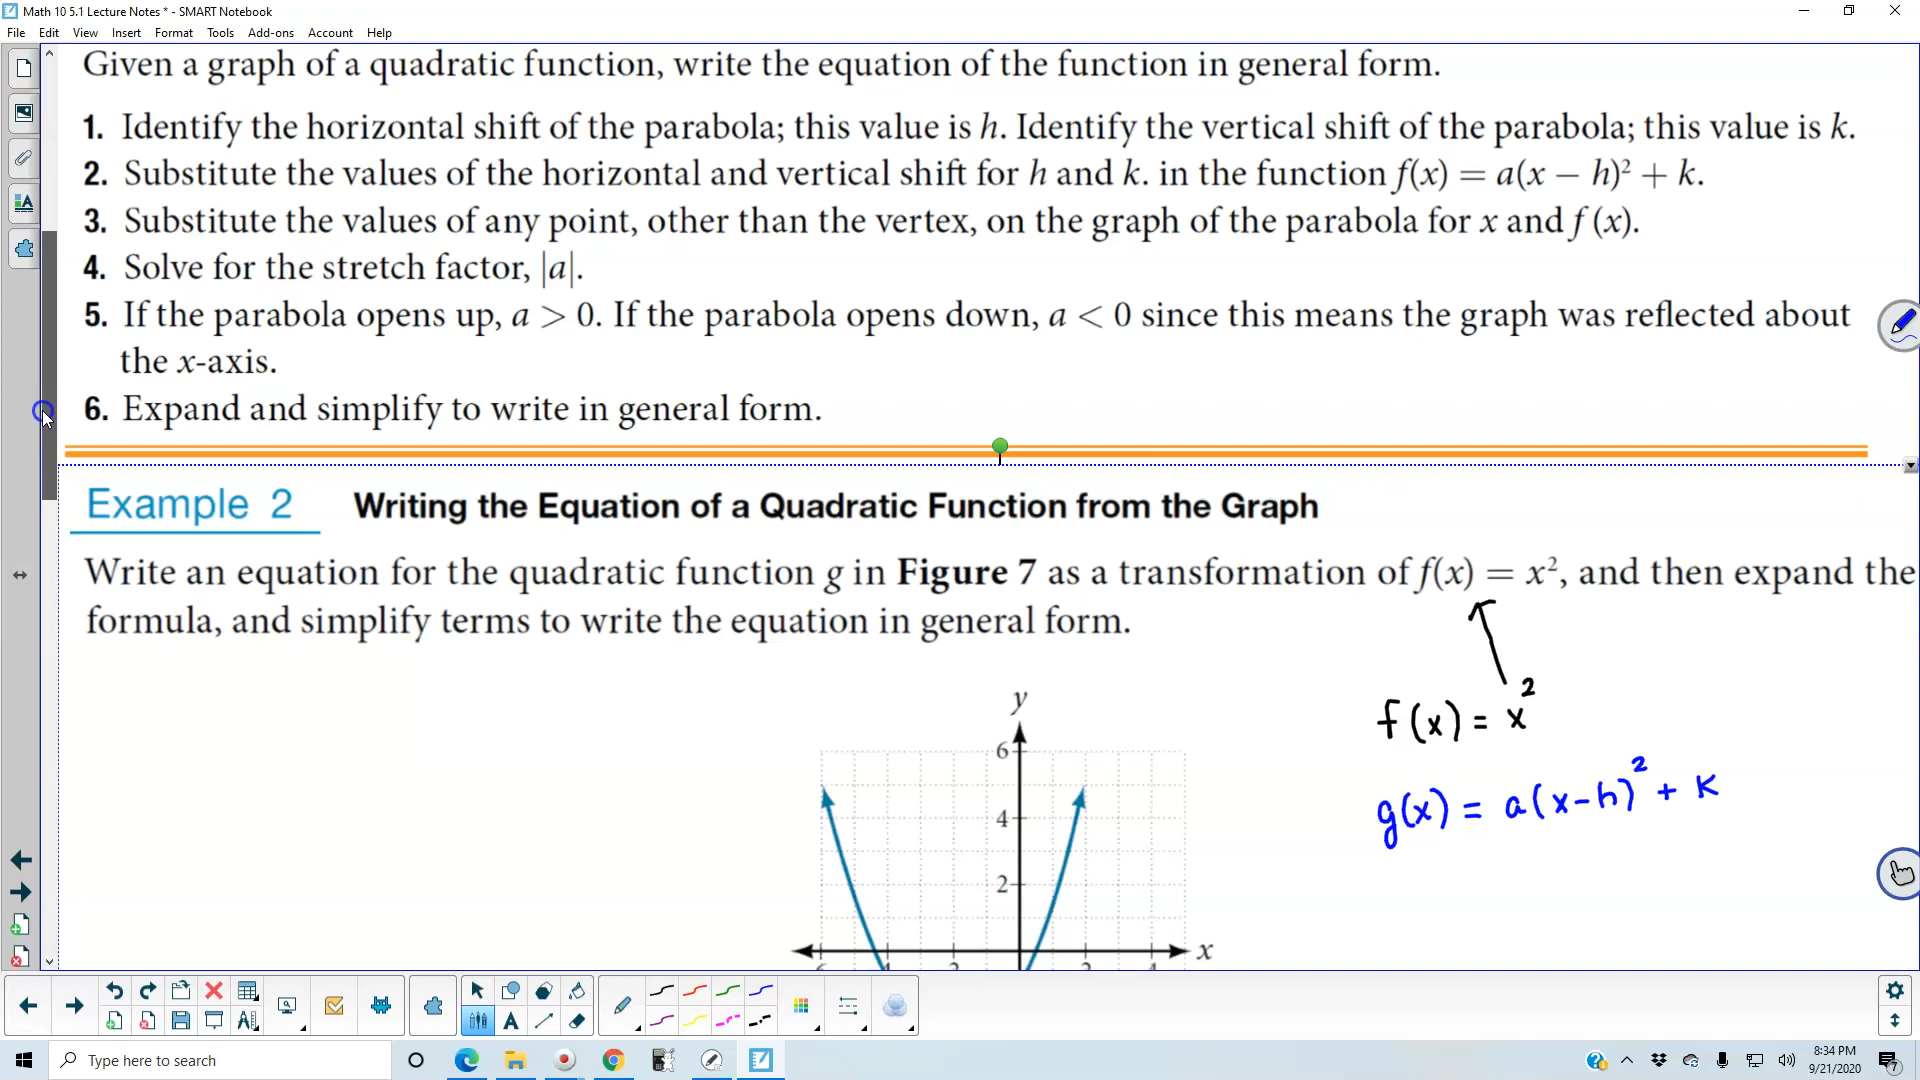 Math 10 5.1 Lecture Notes * - SMART Notebook
File Edit View Insert Format Tools Add-ons Account Help
Given a graph of a quadratic function, write the equation of the function in general form.
1. Identify the horizontal shift of the parabola; this value is h. Identify the vertical shift of the parabola; this value is k.
2. Substitute the values of the horizontal and vertical shift for h and k. in the function f(x) = a(x − h)² + k.
3. Substitute the values of any point, other than the vertex, on the graph of the parabola for x and f (x).
4. Solve for the stretch factor, |a|.
5. If the parabola opens up, a > 0. If the parabola opens down, a < 0 since this means the graph was reflected about
the x-axis.
6. Expand and simplify to write in general form.
Example 2 Writing the Equation of a Quadratic Function from the Graph
Write an equation for the quadratic function g in Figure 7 as a transformation of f(x) = x², and then expand the
formula, and simplify terms to write the equation in general form.
f(x) = x²
g(x) = a(x-h)² + k
y
6
4
2
x
Type here to search
8:34 PM
9/21/2020
7